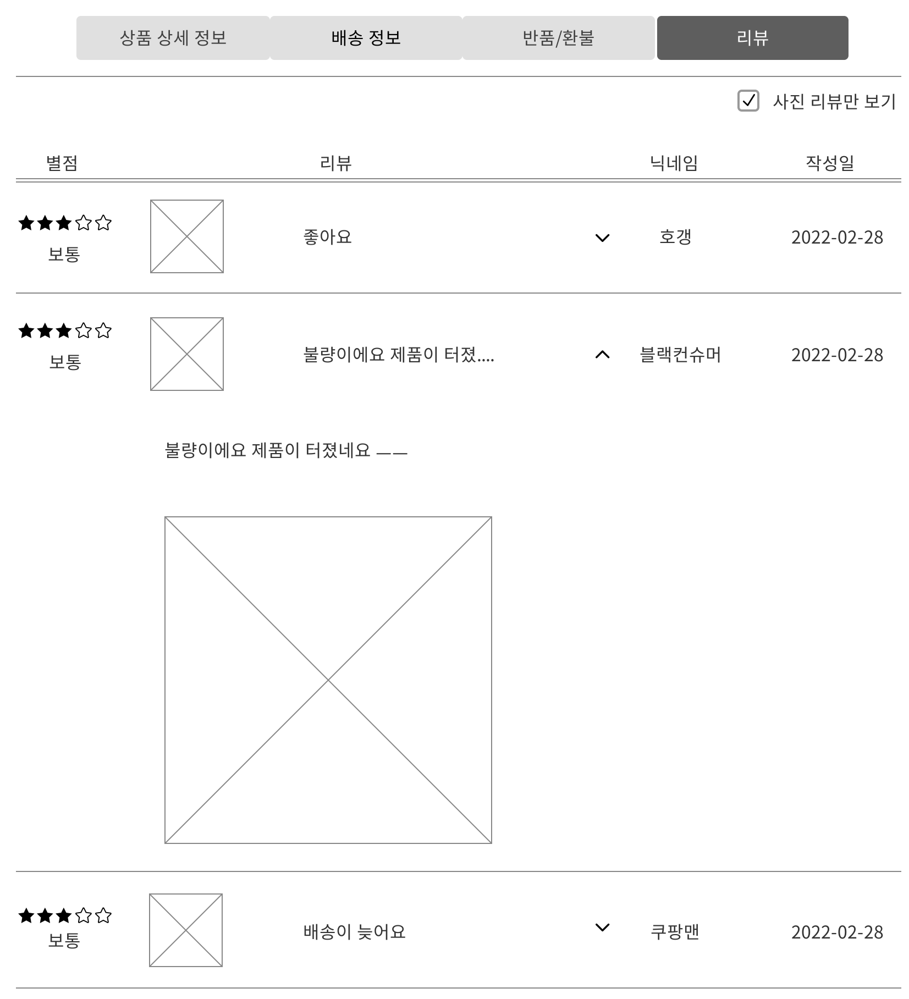 상품 상세 정보 배송 정보 반품/환불 리뷰
사진 리뷰만 보기
별점 리뷰 닉네임 작성일
★★★☆☆
보통
좋아요 호갱 2022-02-28
★★★☆☆
보통
불량이에요 제품이 터졌.... 블랙컨슈머 2022-02-28
불량이에요 제품이 터졌네요 ㅡㅡ
★★★☆☆
보통
배송이 늦어요 쿠팡맨 2022-02-28